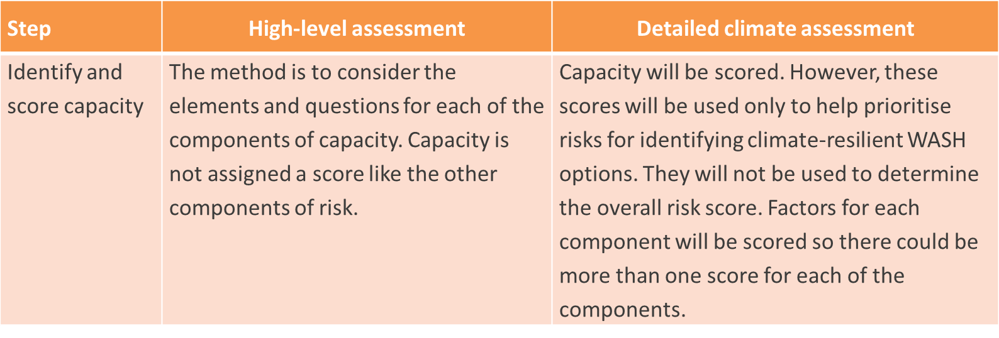 Step
High-level assessment
Detailed climate assessment
Identify and
score capacity
The method is to consider the
elements and questions for each of the
components of capacity. Capacity is
not assigned a score like the other
components of risk.
Capacity will be scored. However, these
scores will be used only to help prioritise
risks for identifying climate-resilient WASH
options. They will not be used to determine
the overall risk score. Factors for each
component will be scored so there could be
more than one score for each of the
components.